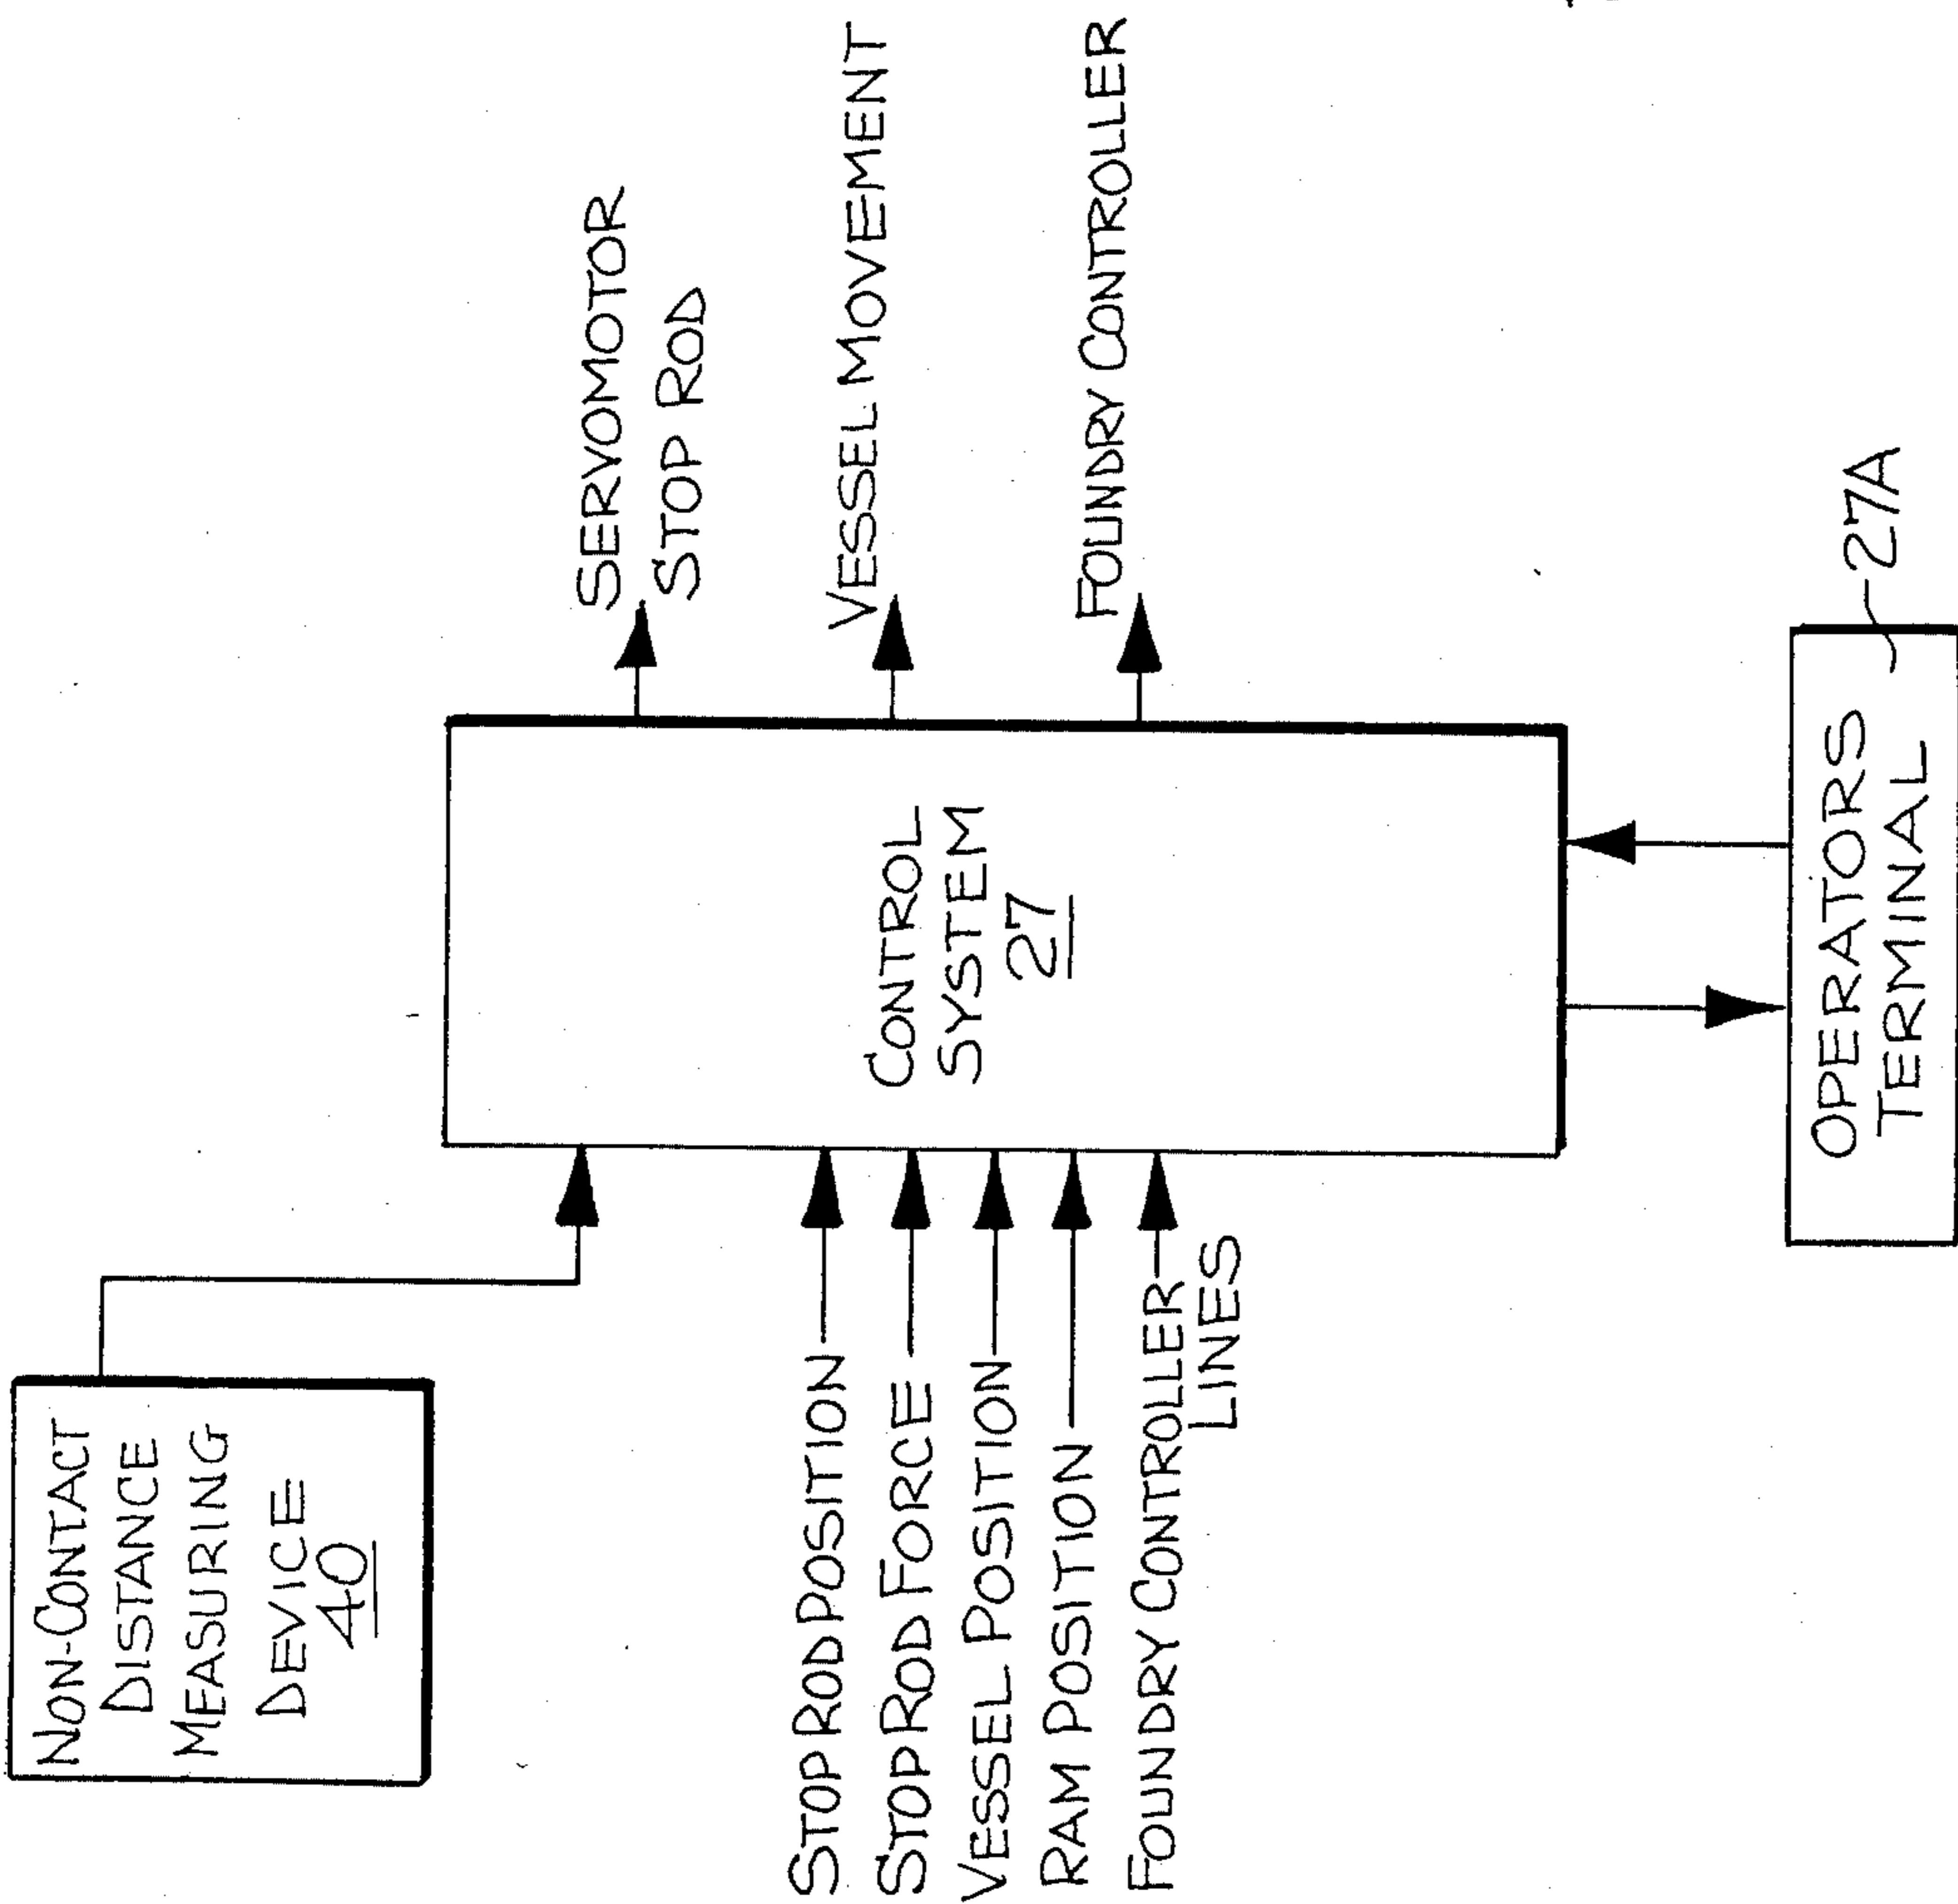 NON-CONTACT
DISTANCE
MEASURING
DEVICE
40
STOP ROD POSITION
STOP ROD FORCE
VESSEL POSITION
RAM POSITION
FOUNDRY CONTROLLER
LINES
CONTROL
SYSTEM
27
SERVOMOTOR
STOP ROD
VESSEL MOVEMENT
FOUNDRY CONTROLLER
OPERATORS
TERMINAL
27A